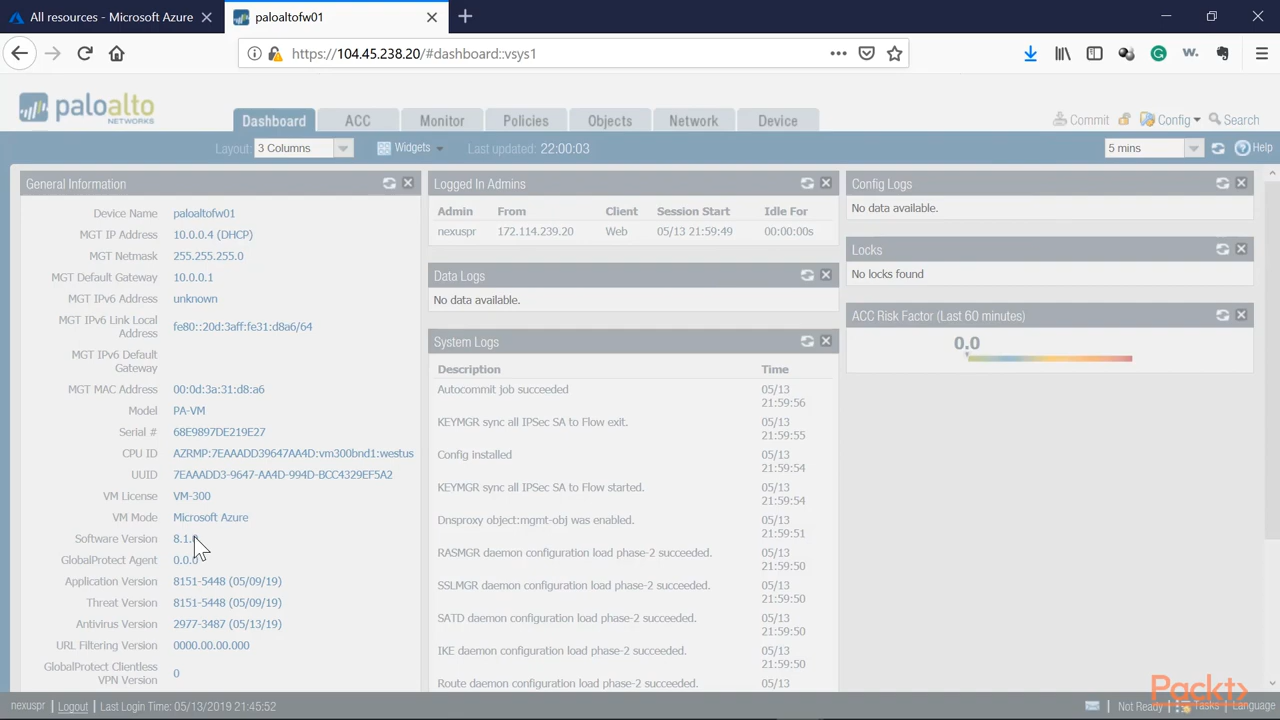 All resources - Microsoft Azure
paloaltofw01
https://104.45.238.20/#dashboard::vsys1
paloalto
NETWORKS
Dashboard
ACC
Monitor
Policies
Objects
Network
Device
Commit
Config
Search
Layout: 3 Columns
Widgets
Last updated: 22:00:03
5 mins
Help
General Information
Device Name paloaltofw01
MGT IP Address 10.0.0.4 (DHCP)
MGT Netmask 255.255.255.0
MGT Default Gateway 10.0.0.1
MGT IPv6 Address unknown
MGT IPv6 Link Local
Address fe80::20d:3aff:fe31:d8a6/64
MGT IPv6 Default
Gateway
MGT MAC Address 00:0d:3a:31:d8:a6
Model PA-VM
Serial # 68E9897DE219E27
CPU ID AZRMP:7EAAADD39647AA4D:vm300bnd1:westus
UUID 7EAAADD3-9647-AA4D-994D-BCC4329EF5A2
VM License VM-300
VM Mode Microsoft Azure
Software Version
GlobalProtect Agent 0.0.0
Application Version 8151-5448 (05/09/19)
Threat Version 8151-5448 (05/09/19)
Antivirus Version 2977-3487 (05/13/19)
URL Filtering Version 0000.00.00.000
GlobalProtect Clientless
VPN Version 0
Logged In Admins
Admin From Client Session Start Idle For
nexuspr 172.114.239.20 Web 05/13 21:59:49 00:00:00s
Data Logs
No data available.
System Logs
Description Time
Autocommit job succeeded 05/13
21:59:56
KEYMGR sync all IPSec SA to Flow exit. 05/13
21:59:55
Config installed 05/13
21:59:54
KEYMGR sync all IPSec SA to Flow started. 05/13
21:59:54
Dnsproxy object:mgmt-obj was enabled. 05/13
21:59:51
RASMGR daemon configuration load phase-2 succeeded. 05/13
21:59:50
SSLMGR daemon configuration load phase-2 succeeded. 05/13
21:59:50
SATD daemon configuration load phase-2 succeeded. 05/13
21:59:50
IKE daemon configuration load phase-2 succeeded. 05/13
21:59:50
Route daemon configuration load phase-2 succeeded. 05/13
Config Logs
No data available.
Locks
No locks found
ACC Risk Factor (Last 60 minutes)
0.0
Packt
nexuspr | Logout | Last Login Time: 05/13/2019 21:45:52
Not Ready
Tasks
Language